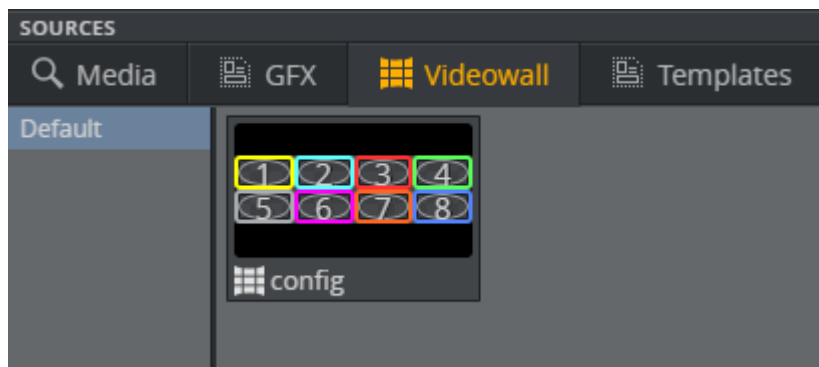 SOURCES
Media GFX Videowall Templates
Default
1 2 3 4
5 6 7 8
config